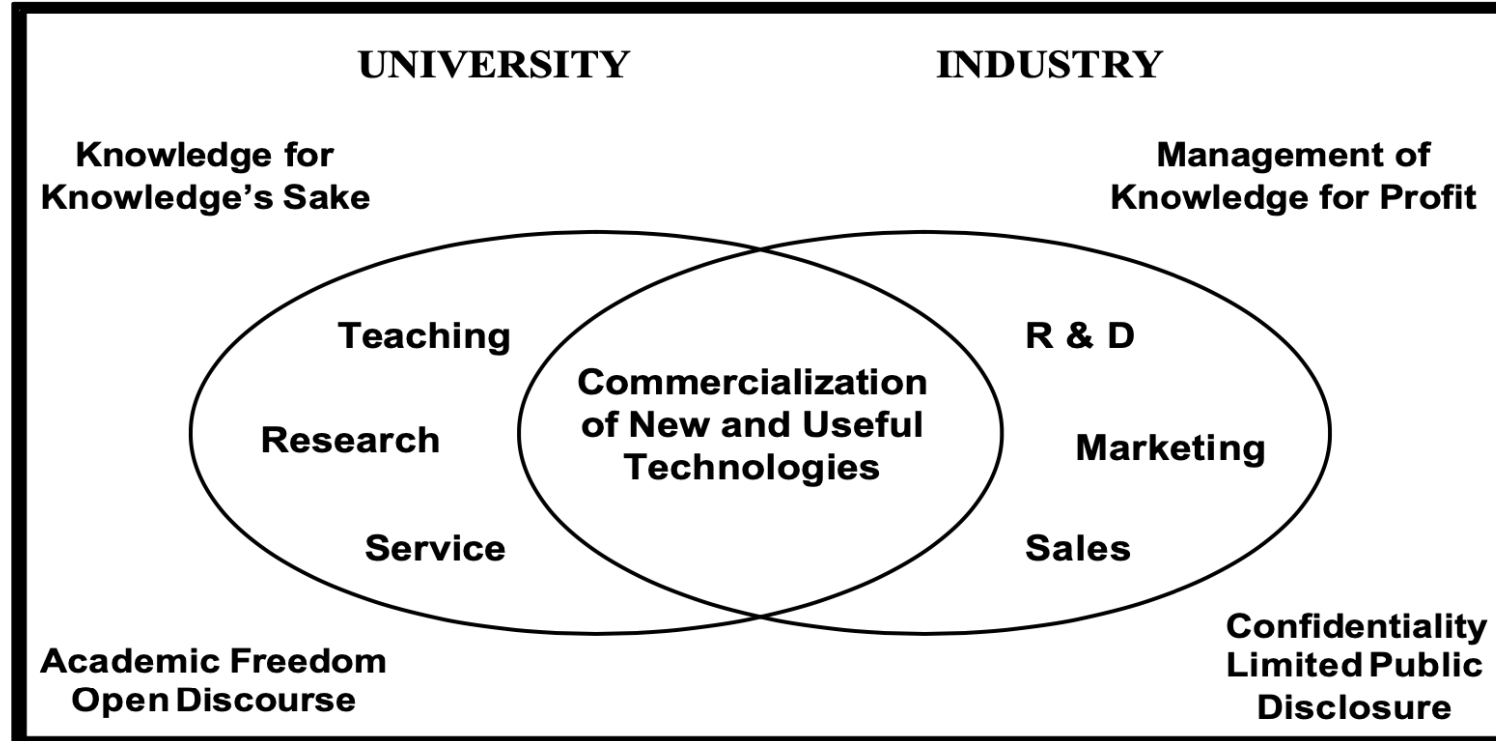 UNIVERSITY
INDUSTRY
Knowledge for
Knowledge’s Sake
Management of
Knowledge for Profit
Teaching
Research
Service
Commercialization
of New and Useful
Technologies
R & D
Marketing
Sales
Academic Freedom
Open Discourse
Confidentiality
Limited Public
Disclosure